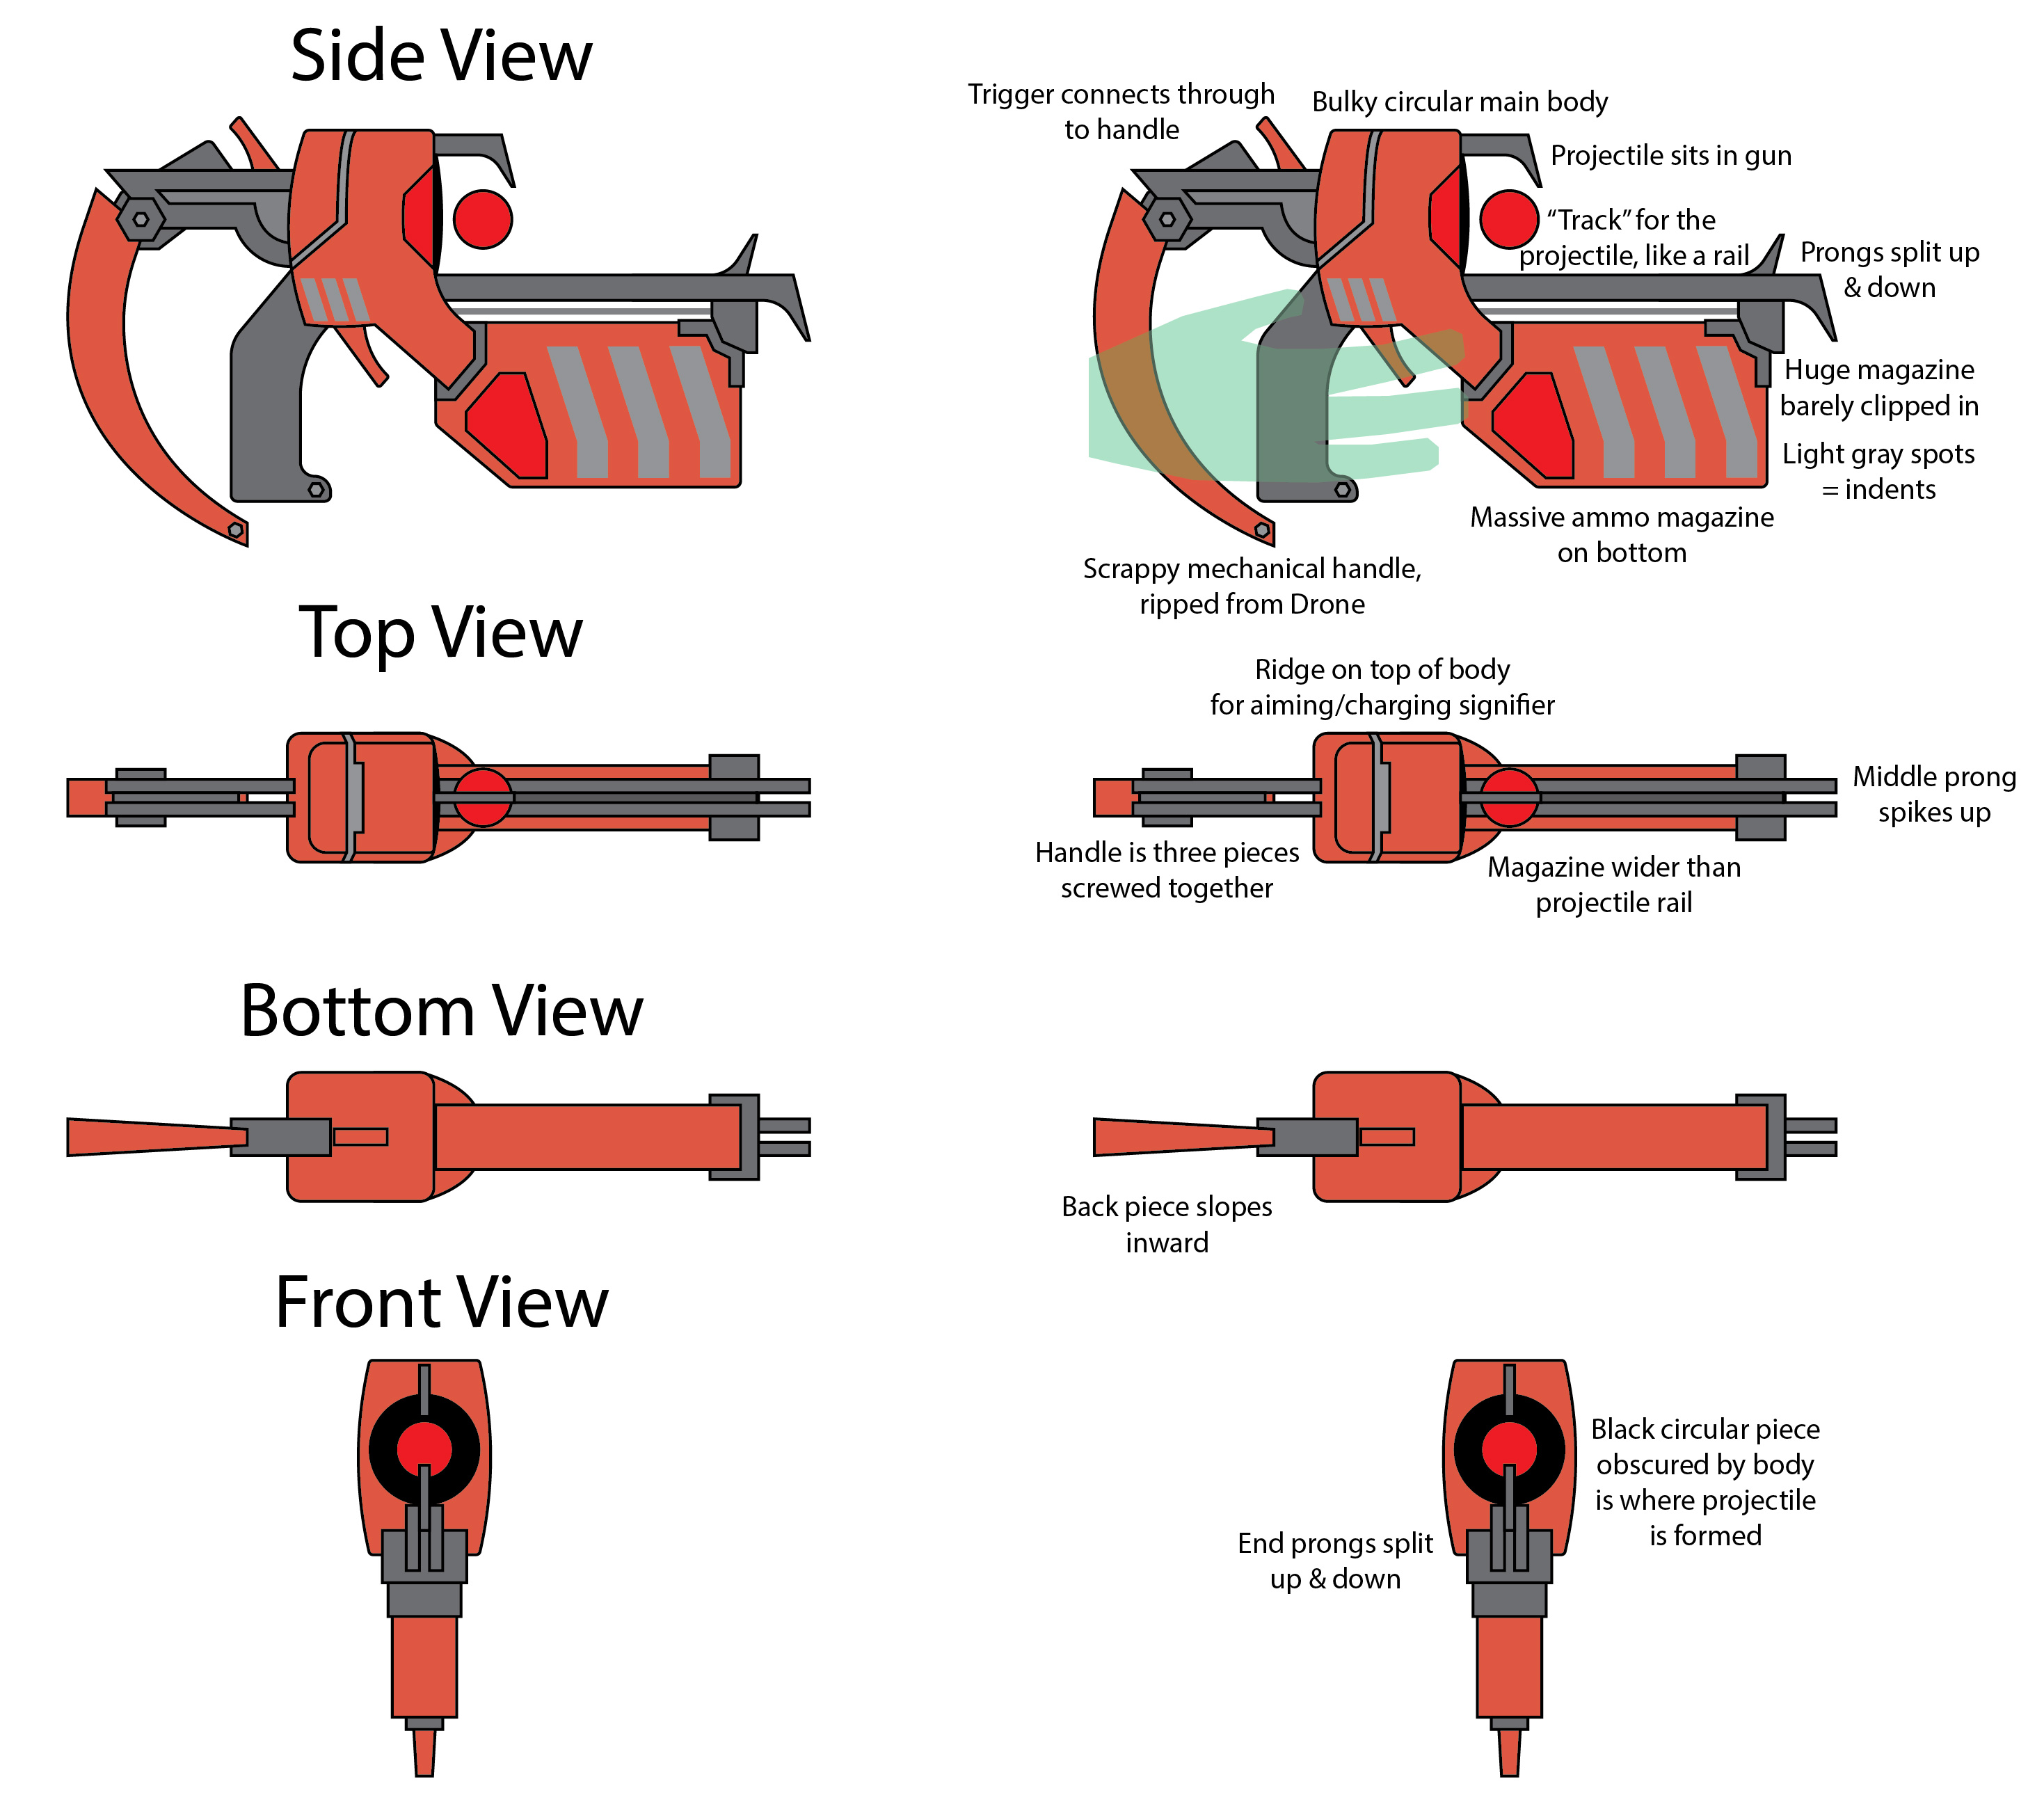 Side View
Trigger connects through
to handle
Bulky circular main body
Projectile sits in gun
“Track” for the
projectile, like a rail
Prongs split up
& down
Huge magazine
barely clipped in
Light gray spots
= indents
Massive ammo magazine
on bottom
Scrappy mechanical handle,
ripped from Drone
Top View
Ridge on top of body
for aiming/charging signifier
Middle prong
spikes up
Handle is three pieces
screwed together
Magazine wider than
projectile rail
Bottom View
Back piece slopes
inward
Front View
Black circular piece
obscured by body
is where projectile
is formed
End prongs split
up & down